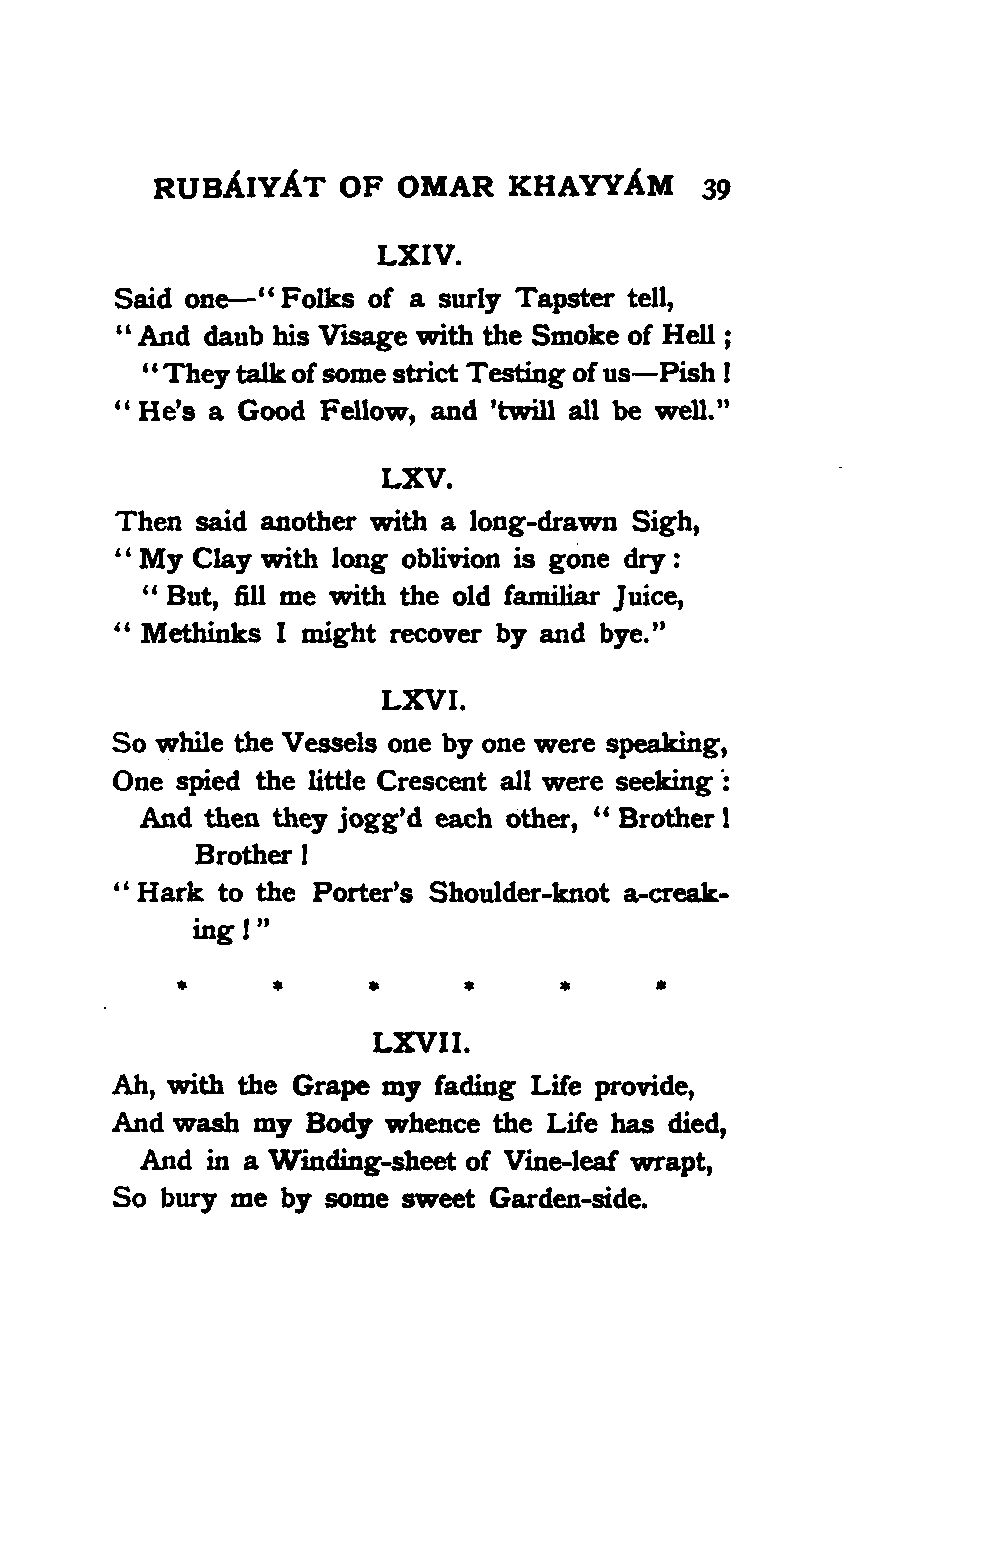 RUBÁIYÁT OF OMAR KHAYYÁM 39
LXIV.
Said one—“Folks of a surly Tapster tell,
“And daub his Visage with the Smoke of Hell;
“They talk of some strict Testing of us—Pish!
“He’s a Good Fellow, and ’twill all be well.”
LXV.
Then said another with a long-drawn Sigh,
“My Clay with long oblivion is gone dry:
“But, fill me with the old familiar Juice,
“Methinks I might recover by and bye.”
LXVI.
So while the Vessels one by one were speaking,
One spied the little Crescent all were seeking:
And then they jogg’d each other, “Brother!
Brother!
“Hark to the Porter’s Shoulder-knot a-creak-
ing!”
* * * * * *
LXVII.
Ah, with the Grape my fading Life provide,
And wash my Body whence the Life has died,
And in a Winding-sheet of Vine-leaf wrapt,
So bury me by some sweet Garden-side.